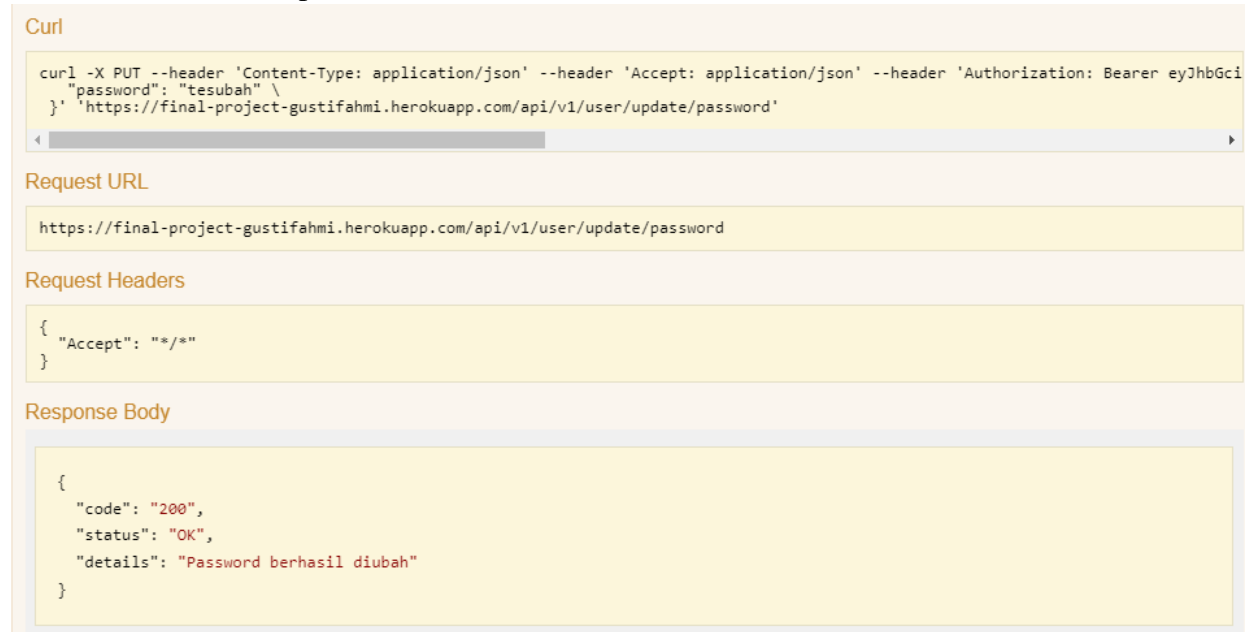 Curl
curl -X PUT --header 'Content-Type: application/json' --header 'Accept: application/json' --header 'Authorization: Bearer eyJhbGci
"password": "tesubah" \
}' 'https://final-project-gustifahmi.herokuapp.com/api/v1/user/update/password'
Request URL
https://final-project-gustifahmi.herokuapp.com/api/v1/user/update/password
Request Headers
{
"Accept": "*/*"
}
Response Body
{
"code": "200",
"status": "OK",
"details": "Password berhasil diubah"
}